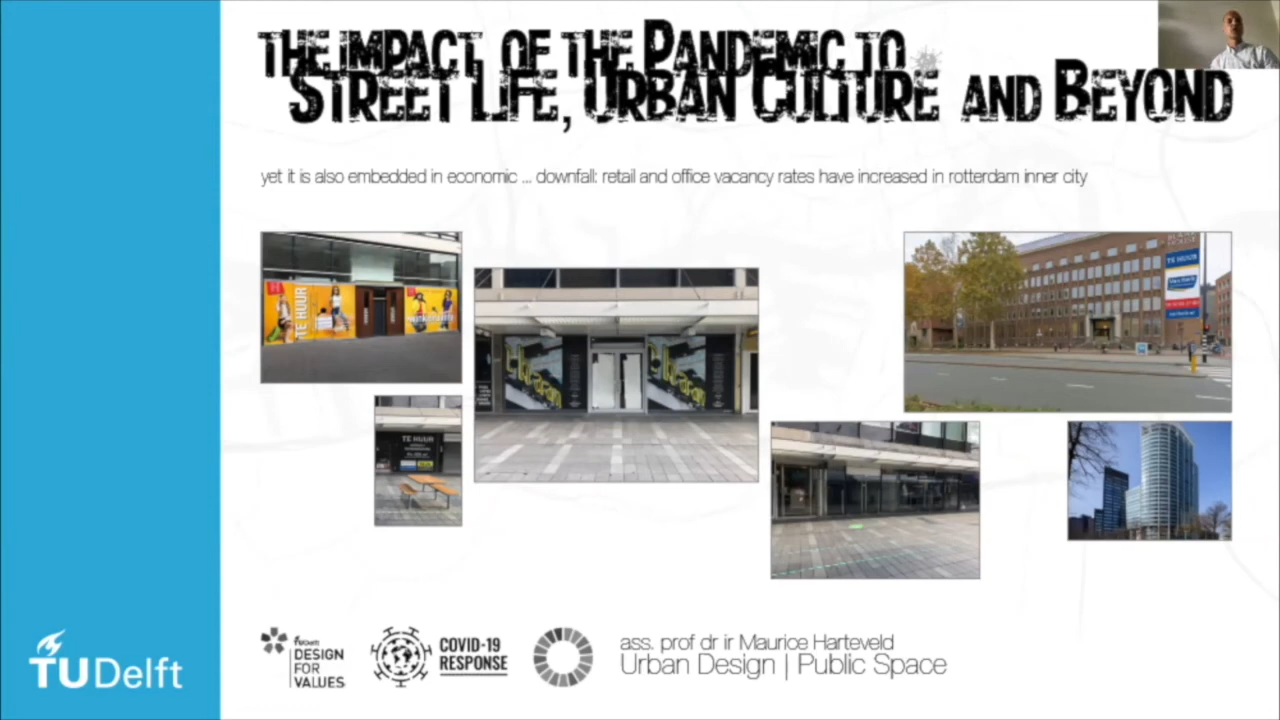 THE IMPACT OF THE PANDEMIC TO
STREET LIFE, URBAN CULTURE AND BEYOND
yet it is also embedded in economic ... downfall: retail and office vacancy rates have increased in rotterdam inner city
TE HUUR
TE HUUR
TE HUUR
TU Delft
TUDelft
DESIGN
FOR
VALUES
COVID-19
RESPONSE
ass. prof dr ir Maurice Harteveld
Urban Design | Public Space